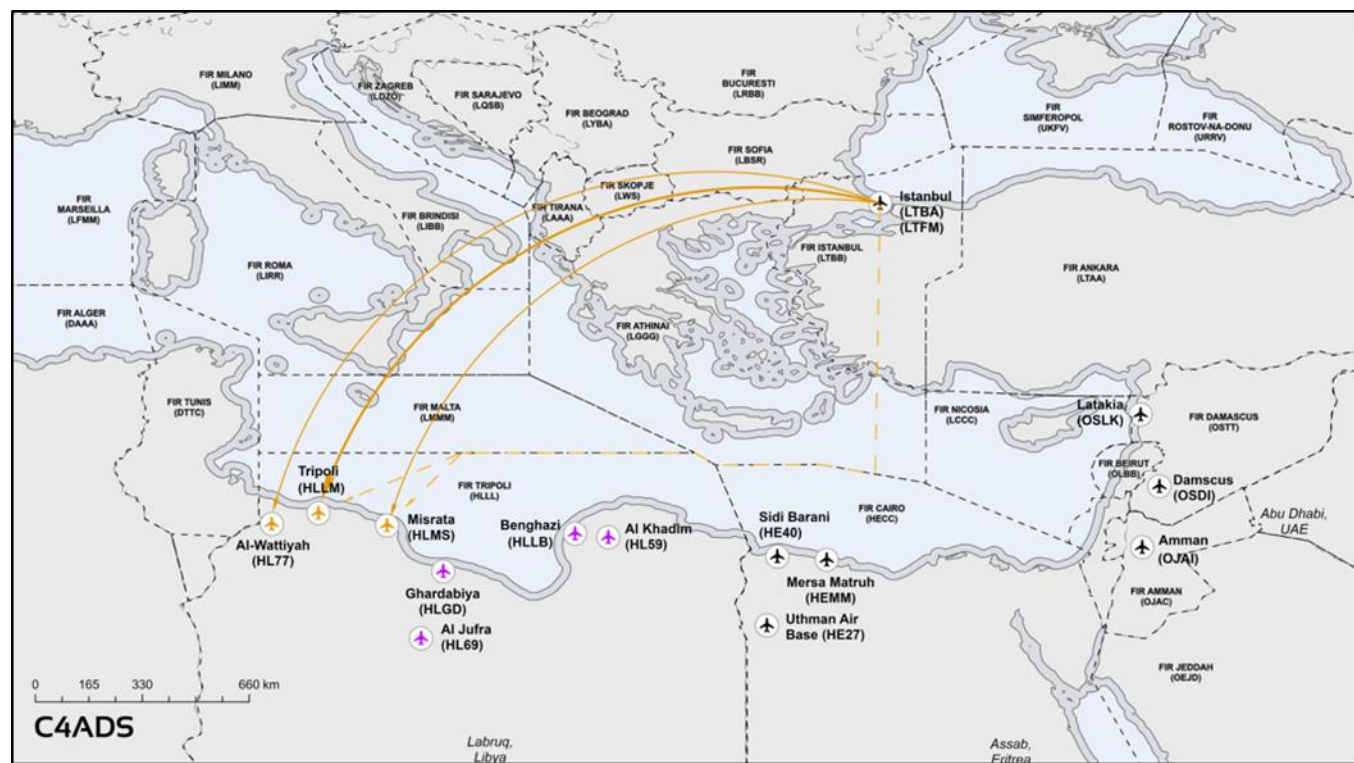 FIR MILANO
(LIMM)
FIR ZAGREB
(LDZO)
FIR SARAJEVO
(LQSB)
FIR BEOGRAD
(LYBA)
FIR
BUCURESTI
(LRBB)
FIR
SIMFEROPOL
(UKFV)
FIR
ROSTOV-NA-DONU
(URRV)
FIR
MARSEILLA
(LFMM)
FIR SOFIA
(LBSR)
FIR SKOPJE
(LWS)
FIR TIRANA
(LAAA)
FIR BRINDISI
(LIBB)
Istanbul
(LTBA)
(LTFM)
FIR ISTANBUL
(LTBB)
FIR ROMA
(LIRR)
FIR ANKARA
(LTAA)
FIR ALGER
(DAAA)
FIR ATHINAI
(LGGG)
FIR TUNIS
(DTTC)
FIR MALTA
(LMMM)
FIR NICOSIA
(LCCC)
Latakia
(OSLK)
FIR DAMASCUS
(OSTT)
Tripoli
(HLLM)
FIR TRIPOLI
(HLLL)
FIR BEIRUT
(OLBB)
Damscus
(OSDI)
FIR CAIRO
(HECC)
Abu Dhabi,
UAE
Al-Wattiyah
(HL77)
Misrata
(HLMS)
Benghazi
(HLLB)
Al Khadim
(HL59)
Sidi Barani
(HE40)
Mersa Matruh
(HEMM)
Amman
(OJAI)
FIR AMMAN
(OJAC)
Ghardabiya
(HLGD)
Al Jufra
(HL69)
Uthman Air
Base (HE27)
FIR JEDDAH
(OEJD)
0 165 330 660 km
C4ADS
Labruq,
Libya
Assab,
Eritrea